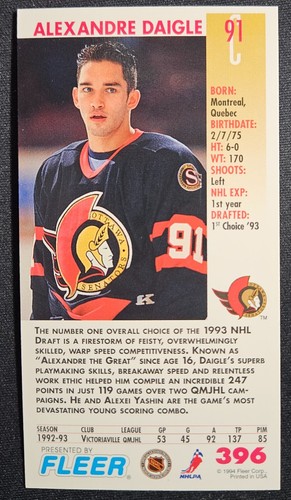 ALEXANDRE DAIGLE
91
C
BORN:
Montreal,
Quebec
BIRTHDATE:
2/7/75
HT: 6-0
WT: 170
SHOOTS:
Left
NHL EXP:
1st year
DRAFTED:
1st Choice '93
S
OTTAWA
SENATORS
91
K
TM
THE NUMBER ONE OVERALL CHOICE OF THE 1993 NHL
DRAFT IS A FIRESTORM OF FEISTY, OVERWHELMINGLY
SKILLED, WARP SPEED COMPETITIVENESS. KNOWN AS
"ALEXANDRE THE GREAT" SINCE AGE 16, DAIGLE'S SUPERB
PLAYMAKING SKILLS, BREAKAWAY SPEED AND RELENTLESS
WORK ETHIC HELPED HIM COMPILE AN INCREDIBLE 247
POINTS IN JUST 119 GAMES OVER TWO QMJHL CAM-
PAIGNS. HE AND ALEXEI YASHIN ARE THE GAME'S MOST
DEVASTATING YOUNG SCORING COMBO.
SEASON CLUB LEAGUE GP G A TP PIM
1992-93 VICTORIAVILLE QMJHL 53 45 92 137 85
PRESENTED BY
FLEER
NHLPA
396
© 1994 Fleer Corp.
Printed in USA